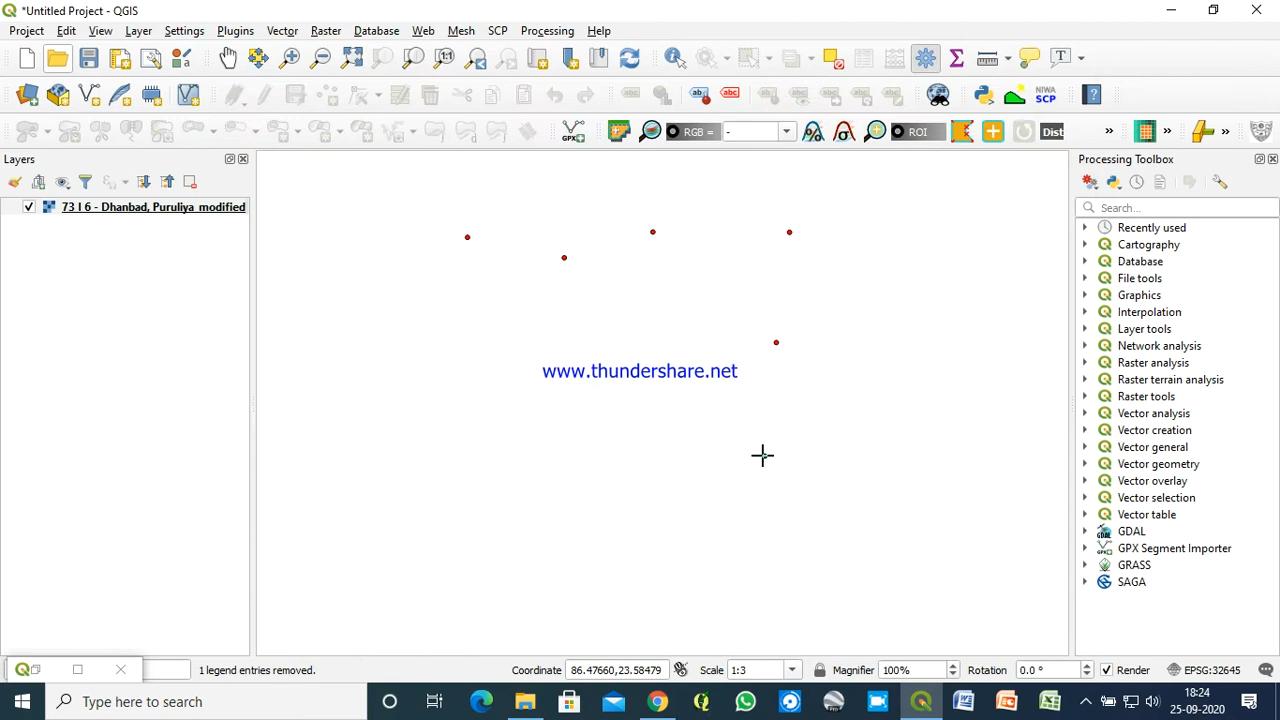 *Untitled Project - QGIS
Project Edit View Layer Settings Plugins Vector Raster Database Web Mesh SCP Processing Help
NIWA
SCP
RGB = - ROI Dist » » »
Layers
Processing Toolbox
73 I 6 - Dhanbad, Puruliya modified
Search...
Recently used
Cartography
Database
File tools
Graphics
Interpolation
Layer tools
Network analysis
Raster analysis
Raster terrain analysis
Raster tools
Vector analysis
Vector creation
Vector general
Vector geometry
Vector overlay
Vector selection
Vector table
GDAL
GPX Segment Importer
GRASS
SAGA
www.thundershare.net
1 legend entries removed. Coordinate 86.47660,23.58479 Scale 1:3 Magnifier 100% Rotation 0.0 ° Render EPSG:32645
Type here to search
18:24
25-09-2020